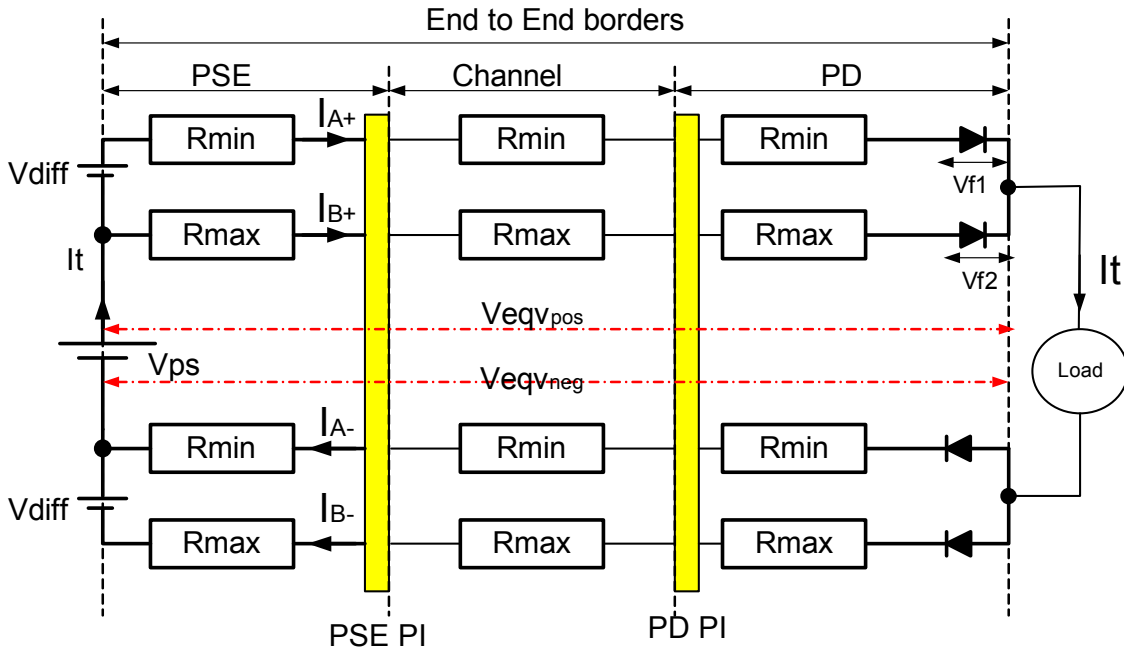 End to End borders
PSE Channel PD
Rmin IA+ Rmin Rmin
Vdiff Vf1
Rmax IB+ Rmax Rmax
It Vf2 It
Veqvpos
Vps Load
Veqvneg
Rmin IA- Rmin Rmin
Vdiff
Rmax IB- Rmax Rmax
PSE PI PD PI